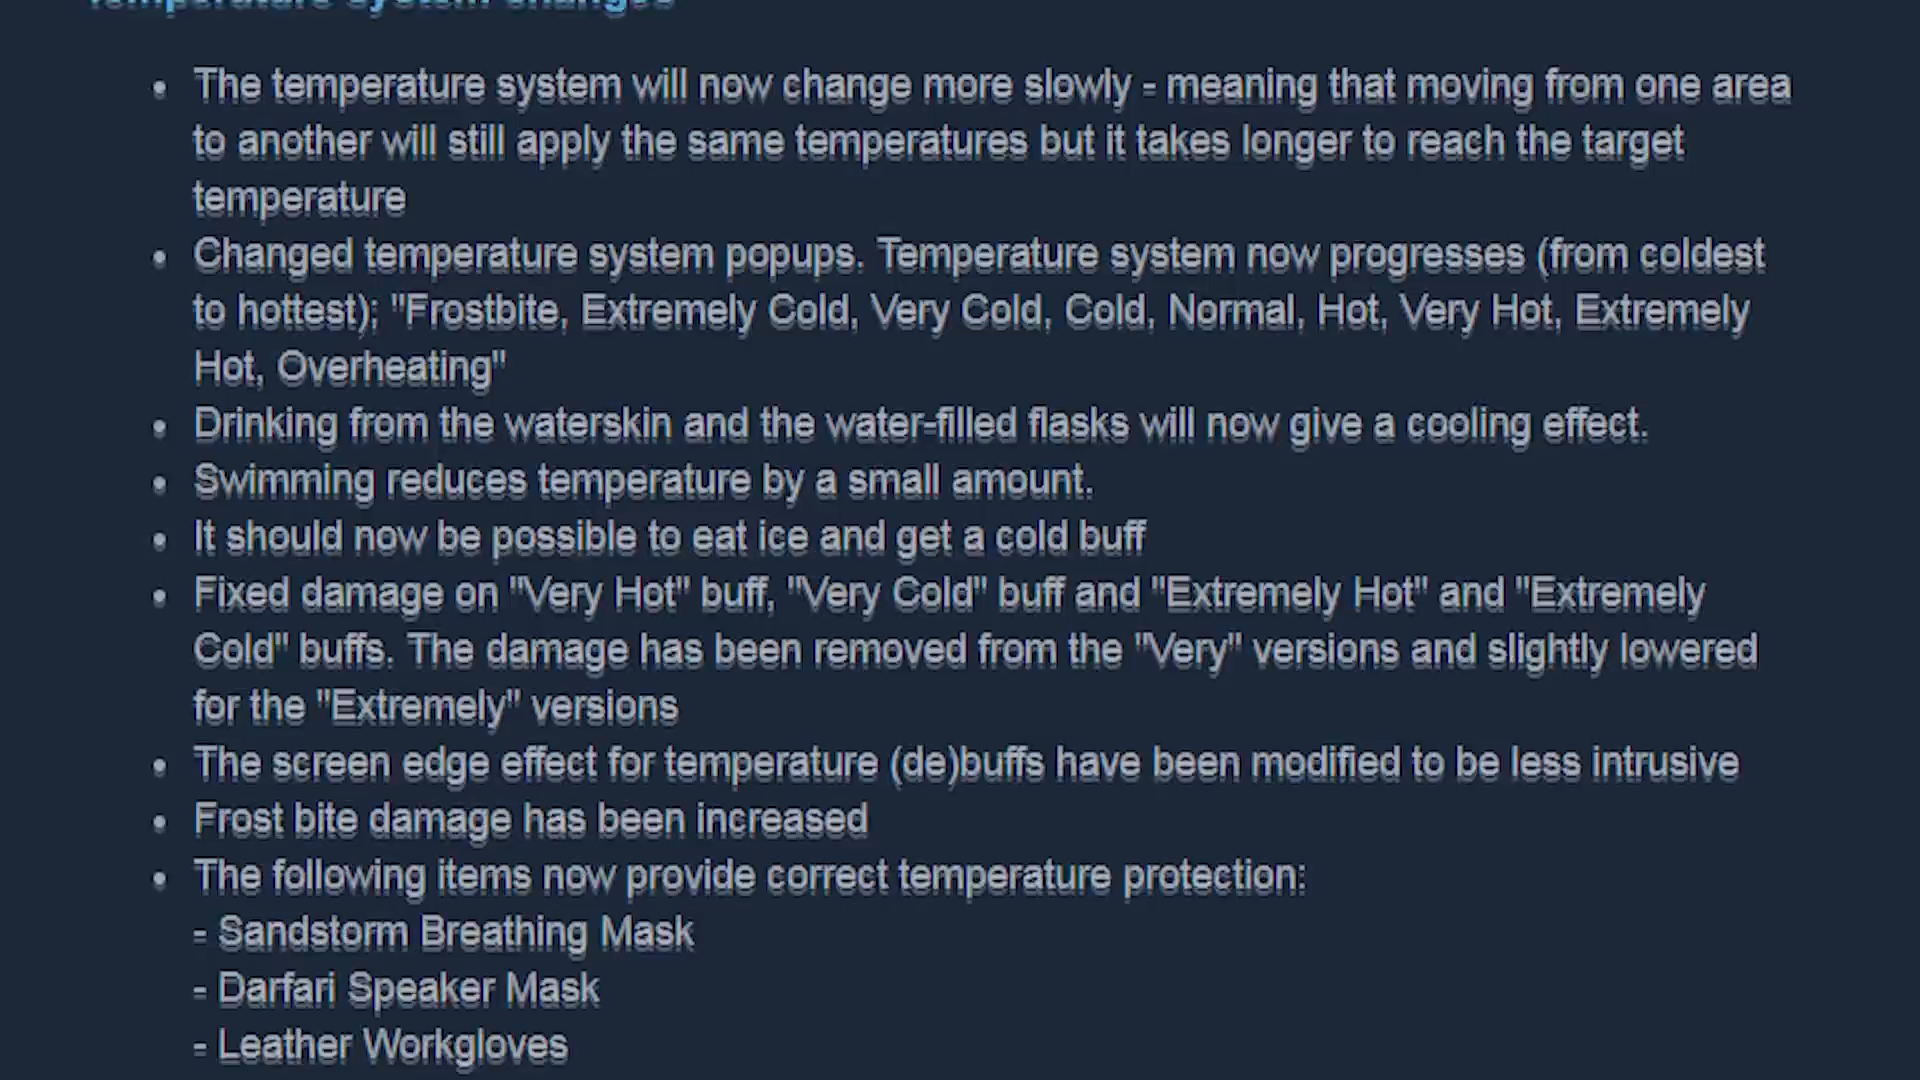 Temperature system changes
• The temperature system will now change more slowly - meaning that moving from one area
to another will still apply the same temperatures but it takes longer to reach the target
temperature
• Changed temperature system popups. Temperature system now progresses (from coldest
to hottest); "Frostbite, Extremely Cold, Very Cold, Cold, Normal, Hot, Very Hot, Extremely
Hot, Overheating"
• Drinking from the waterskin and the water-filled flasks will now give a cooling effect.
• Swimming reduces temperature by a small amount.
• It should now be possible to eat ice and get a cold buff
• Fixed damage on "Very Hot" buff, "Very Cold" buff and "Extremely Hot" and "Extremely
Cold" buffs. The damage has been removed from the "Very" versions and slightly lowered
for the "Extremely" versions
• The screen edge effect for temperature (de)buffs have been modified to be less intrusive
• Frost bite damage has been increased
• The following items now provide correct temperature protection:
- Sandstorm Breathing Mask
- Darfari Speaker Mask
- Leather Workgloves